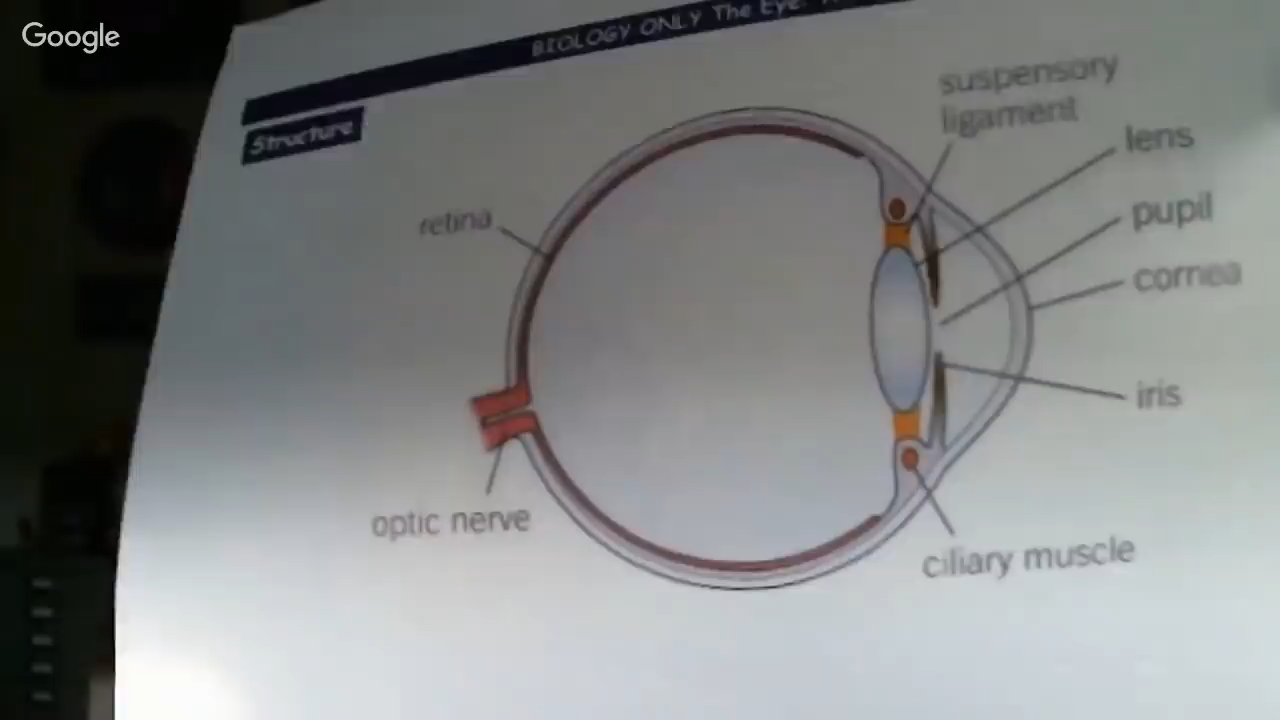 Google
BIOLOGY ONLY The Eye:
Structure
suspensory
ligament
lens
retina
pupil
cornea
iris
optic nerve
ciliary muscle